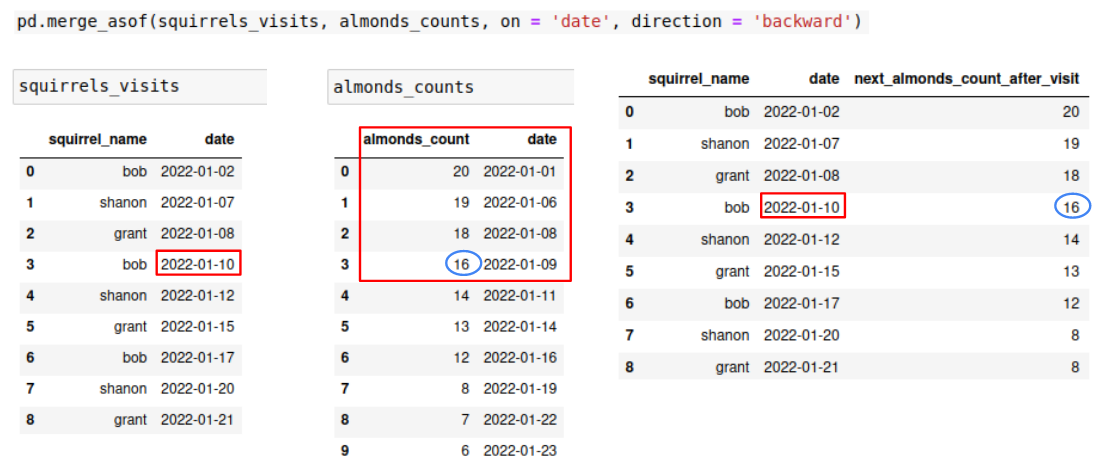 pd.merge_asof(squirrels_visits, almonds_counts, on = 'date', direction = 'backward')
squirrels_visits
squirrel_name date
0 bob 2022-01-02
1 shanon 2022-01-07
2 grant 2022-01-08
3 bob 2022-01-10
4 shanon 2022-01-12
5 grant 2022-01-15
6 bob 2022-01-17
7 shanon 2022-01-20
8 grant 2022-01-21
almonds_counts
almonds_count date
0 20 2022-01-01
1 19 2022-01-06
2 18 2022-01-08
3 16 2022-01-09
4 14 2022-01-11
5 13 2022-01-14
6 12 2022-01-16
7 8 2022-01-19
8 7 2022-01-22
9 6 2022-01-23
squirrel_name date next_almonds_count_after_visit
0 bob 2022-01-02 20
1 shanon 2022-01-07 19
2 grant 2022-01-08 18
3 bob 2022-01-10 16
4 shanon 2022-01-12 14
5 grant 2022-01-15 13
6 bob 2022-01-17 12
7 shanon 2022-01-20 8
8 grant 2022-01-21 8